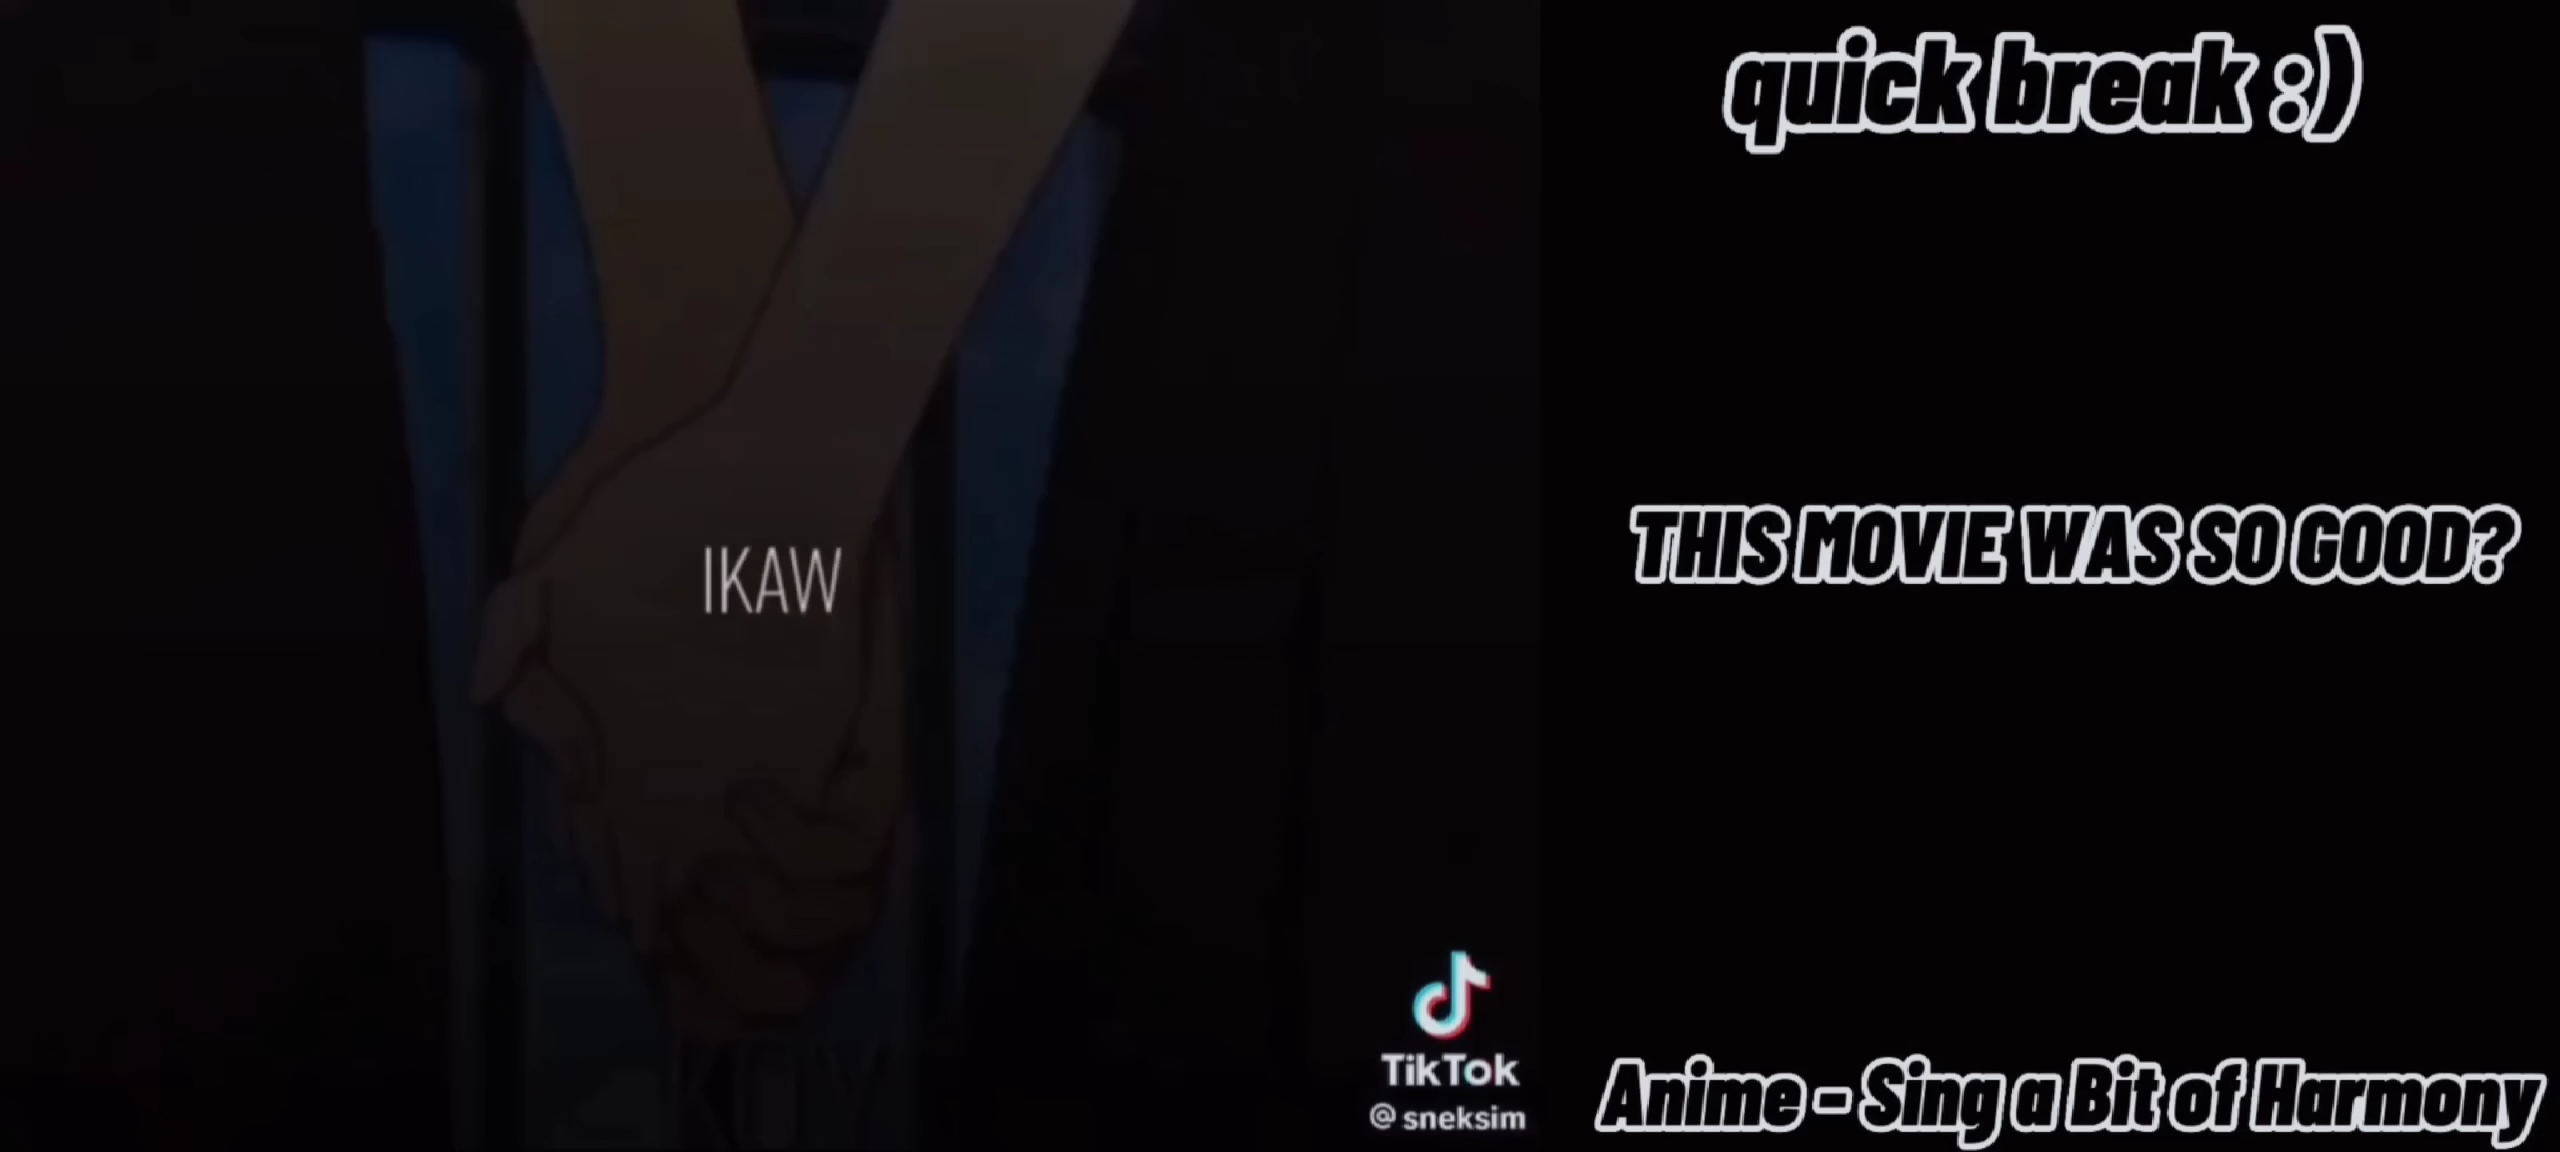 quick break :)
THIS MOVIE WAS SO GOOD?
IKAW
TikTok
@ sneksim
Anime - Sing a Bit of Harmony